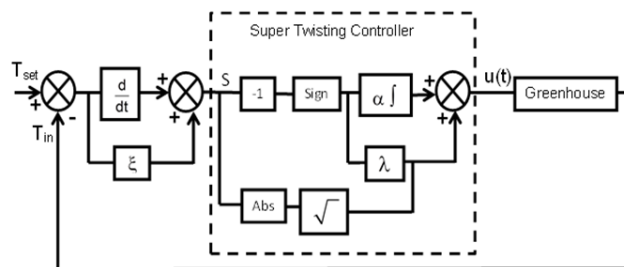 Super Twisting Controller
T_set
+
-
T_in
d
dt
ξ
+
+
S
-1
Sign
α ∫
λ
Abs
√
+
+
u(t)
Greenhouse